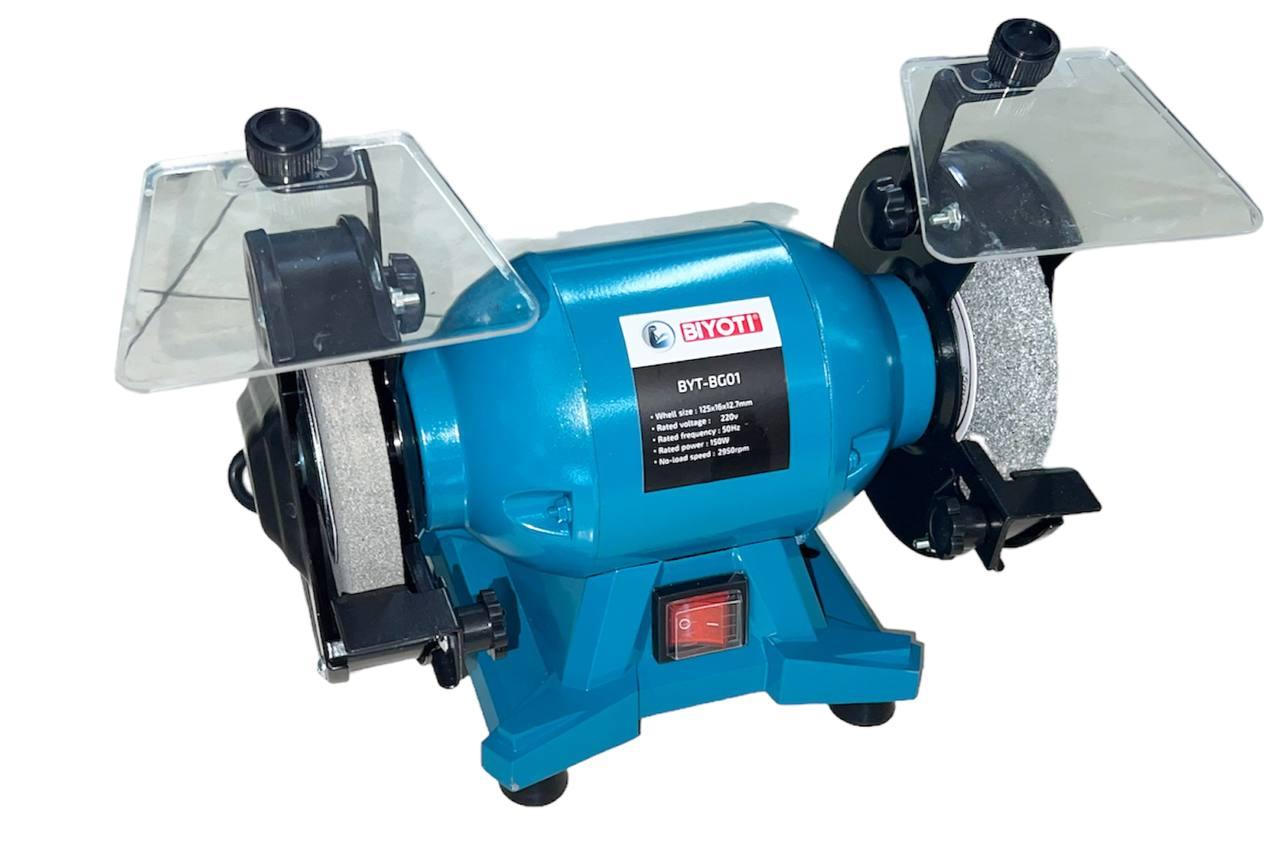 BIYOTI®
BYT-BG01
• Whell size : 125x16x12.7mm
• Rated voltage : 220v
• Rated frequency : 50Hz
• Rated power : 150W
• No-load speed : 2950rpm